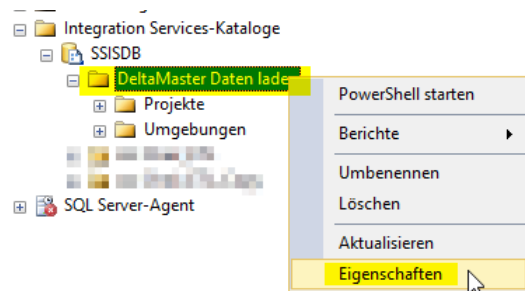 Integration Services-Kataloge
SSISDB
DeltaMaster Daten lade
Projekte
Umgebungen
SQL Server-Agent
PowerShell starten
Berichte
Umbenennen
Löschen
Aktualisieren
Eigenschaften